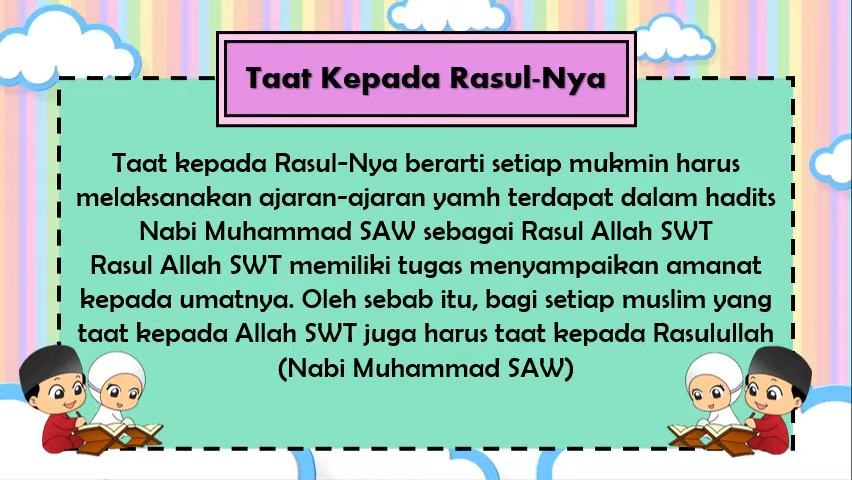 Taat Kepada Rasul-Nya
Taat kepada Rasul-Nya berarti setiap mukmin harus
melaksanakan ajaran-ajaran yamh terdapat dalam hadits
Nabi Muhammad SAW sebagai Rasul Allah SWT
Rasul Allah SWT memiliki tugas menyampaikan amanat
kepada umatnya. Oleh sebab itu, bagi setiap muslim yang
taat kepada Allah SWT juga harus taat kepada Rasulullah
(Nabi Muhammad SAW)